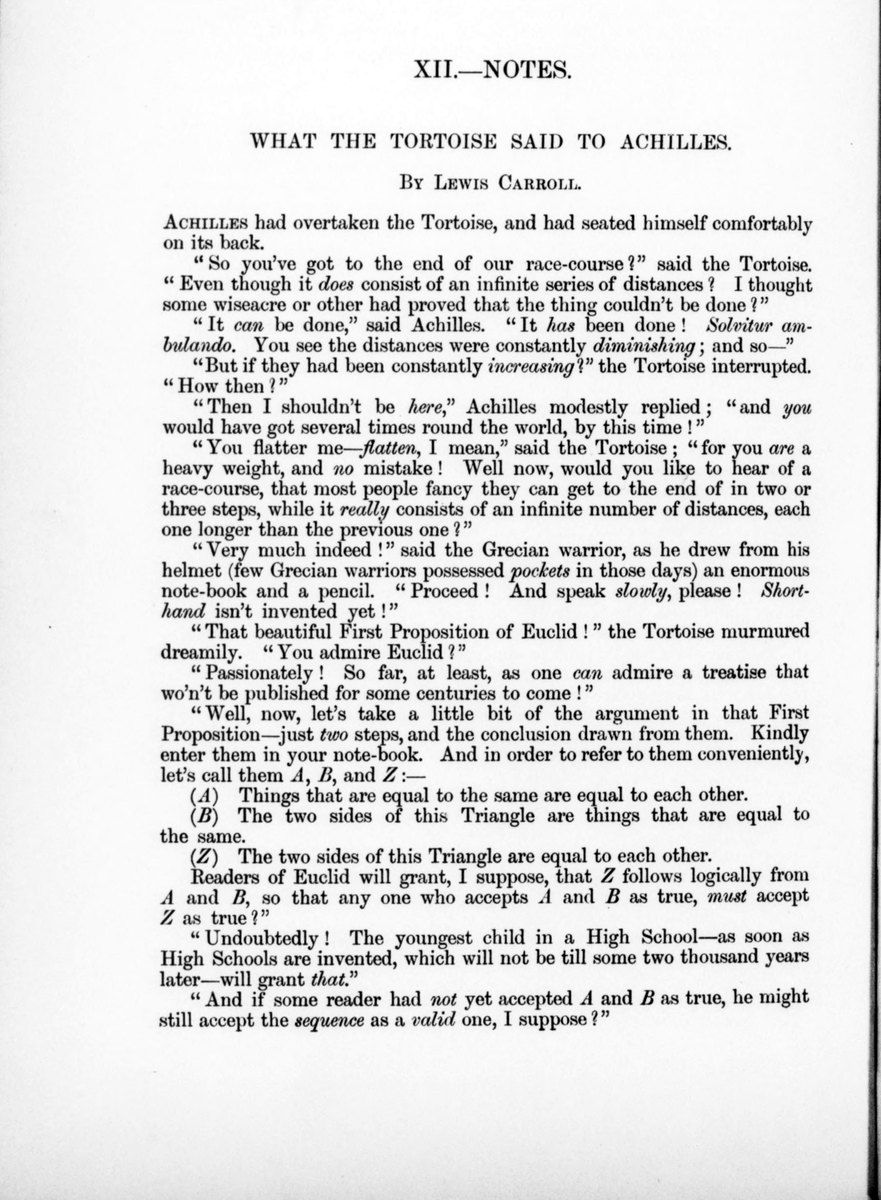 XII.—NOTES.
WHAT THE TORTOISE SAID TO ACHILLES.
By Lewis Carroll.
Achilles had overtaken the Tortoise, and had seated himself comfortably
on its back.
"So you've got to the end of our race-course?" said the Tortoise.
"Even though it does consist of an infinite series of distances? I thought
some wiseacre or other had proved that the thing couldn't be done?"
"It can be done," said Achilles. "It has been done! Solvitur am-
bulando. You see the distances were constantly diminishing; and so—"
"But if they had been constantly increasing?" the Tortoise interrupted.
"How then?"
"Then I shouldn't be here," Achilles modestly replied; "and you
would have got several times round the world, by this time!"
"You flatter me—flatten, I mean," said the Tortoise; "for you are a
heavy weight, and no mistake! Well now, would you like to hear of a
race-course, that most people fancy they can get to the end of in two or
three steps, while it really consists of an infinite number of distances, each
one longer than the previous one?"
"Very much indeed!" said the Grecian warrior, as he drew from his
helmet (few Grecian warriors possessed pockets in those days) an enormous
note-book and a pencil. "Proceed! And speak slowly, please! Short-
hand isn't invented yet!"
"That beautiful First Proposition of Euclid!" the Tortoise murmured
dreamily. "You admire Euclid?"
"Passionately! So far, at least, as one can admire a treatise that
wo'n't be published for some centuries to come!"
"Well, now, let's take a little bit of the argument in that First
Proposition—just two steps, and the conclusion drawn from them. Kindly
enter them in your note-book. And in order to refer to them conveniently,
let's call them A, B, and Z:—
(A) Things that are equal to the same are equal to each other.
(B) The two sides of this Triangle are things that are equal to
the same.
(Z) The two sides of this Triangle are equal to each other.
Readers of Euclid will grant, I suppose, that Z follows logically from
A and B, so that any one who accepts A and B as true, must accept
Z as true?"
"Undoubtedly! The youngest child in a High School—as soon as
High Schools are invented, which will not be till some two thousand years
later—will grant that."
"And if some reader had not yet accepted A and B as true, he might
still accept the sequence as a valid one, I suppose?"